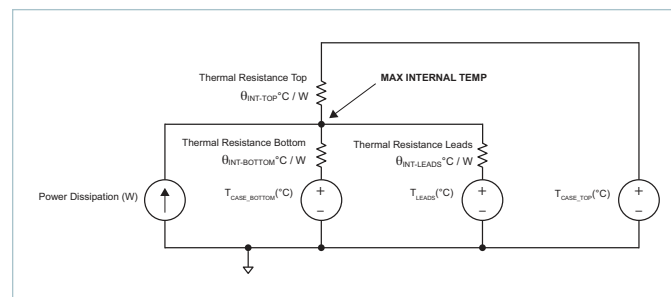 Thermal Resistance Top
θINT-TOP°C / W
MAX INTERNAL TEMP
Thermal Resistance Bottom
θINT-BOTTOM°C / W
Thermal Resistance Leads
θINT-LEADS°C / W
Power Dissipation (W)
TCASE_BOTTOM(°C)
+
–
TLEADS(°C)
+
–
TCASE_TOP(°C)
+
–